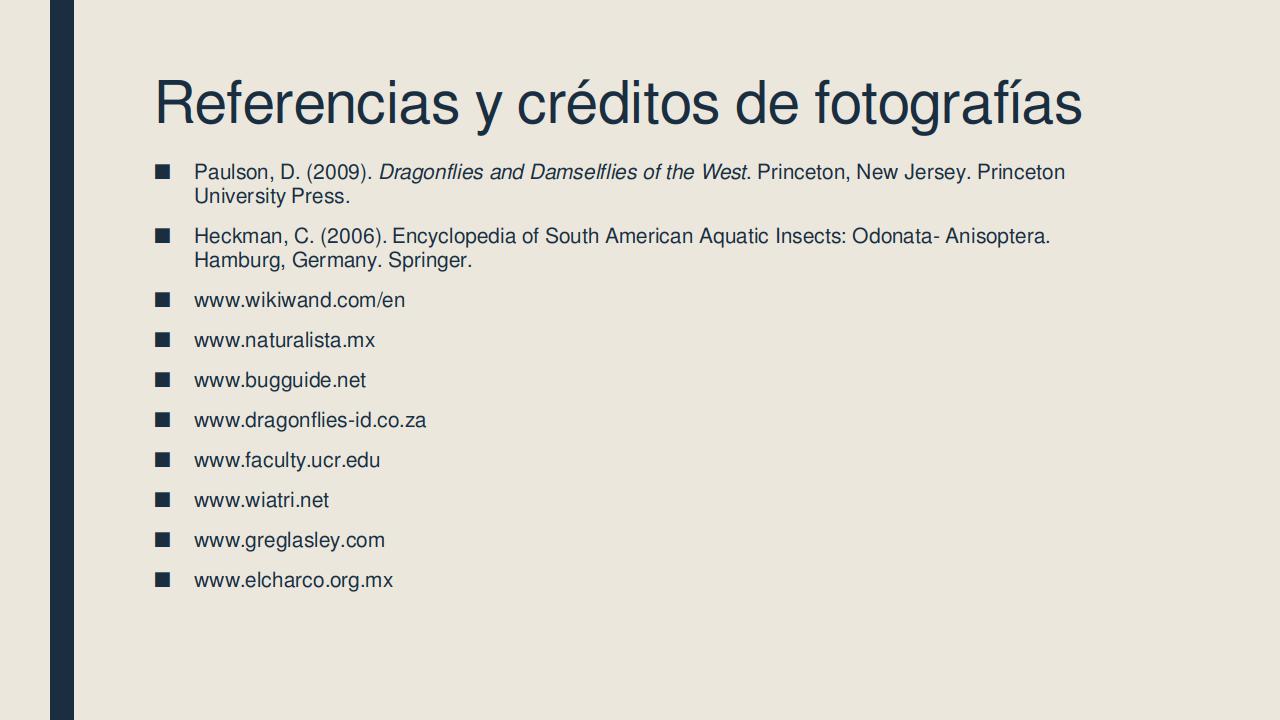 Referencias y créditos de fotografías
■ Paulson, D. (2009). Dragonflies and Damselflies of the West. Princeton, New Jersey. Princeton
University Press.
■ Heckman, C. (2006). Encyclopedia of South American Aquatic Insects: Odonata- Anisoptera.
Hamburg, Germany. Springer.
■ www.wikiwand.com/en
■ www.naturalista.mx
■ www.bugguide.net
■ www.dragonflies-id.co.za
■ www.faculty.ucr.edu
■ www.wiatri.net
■ www.greglasley.com
■ www.elcharco.org.mx